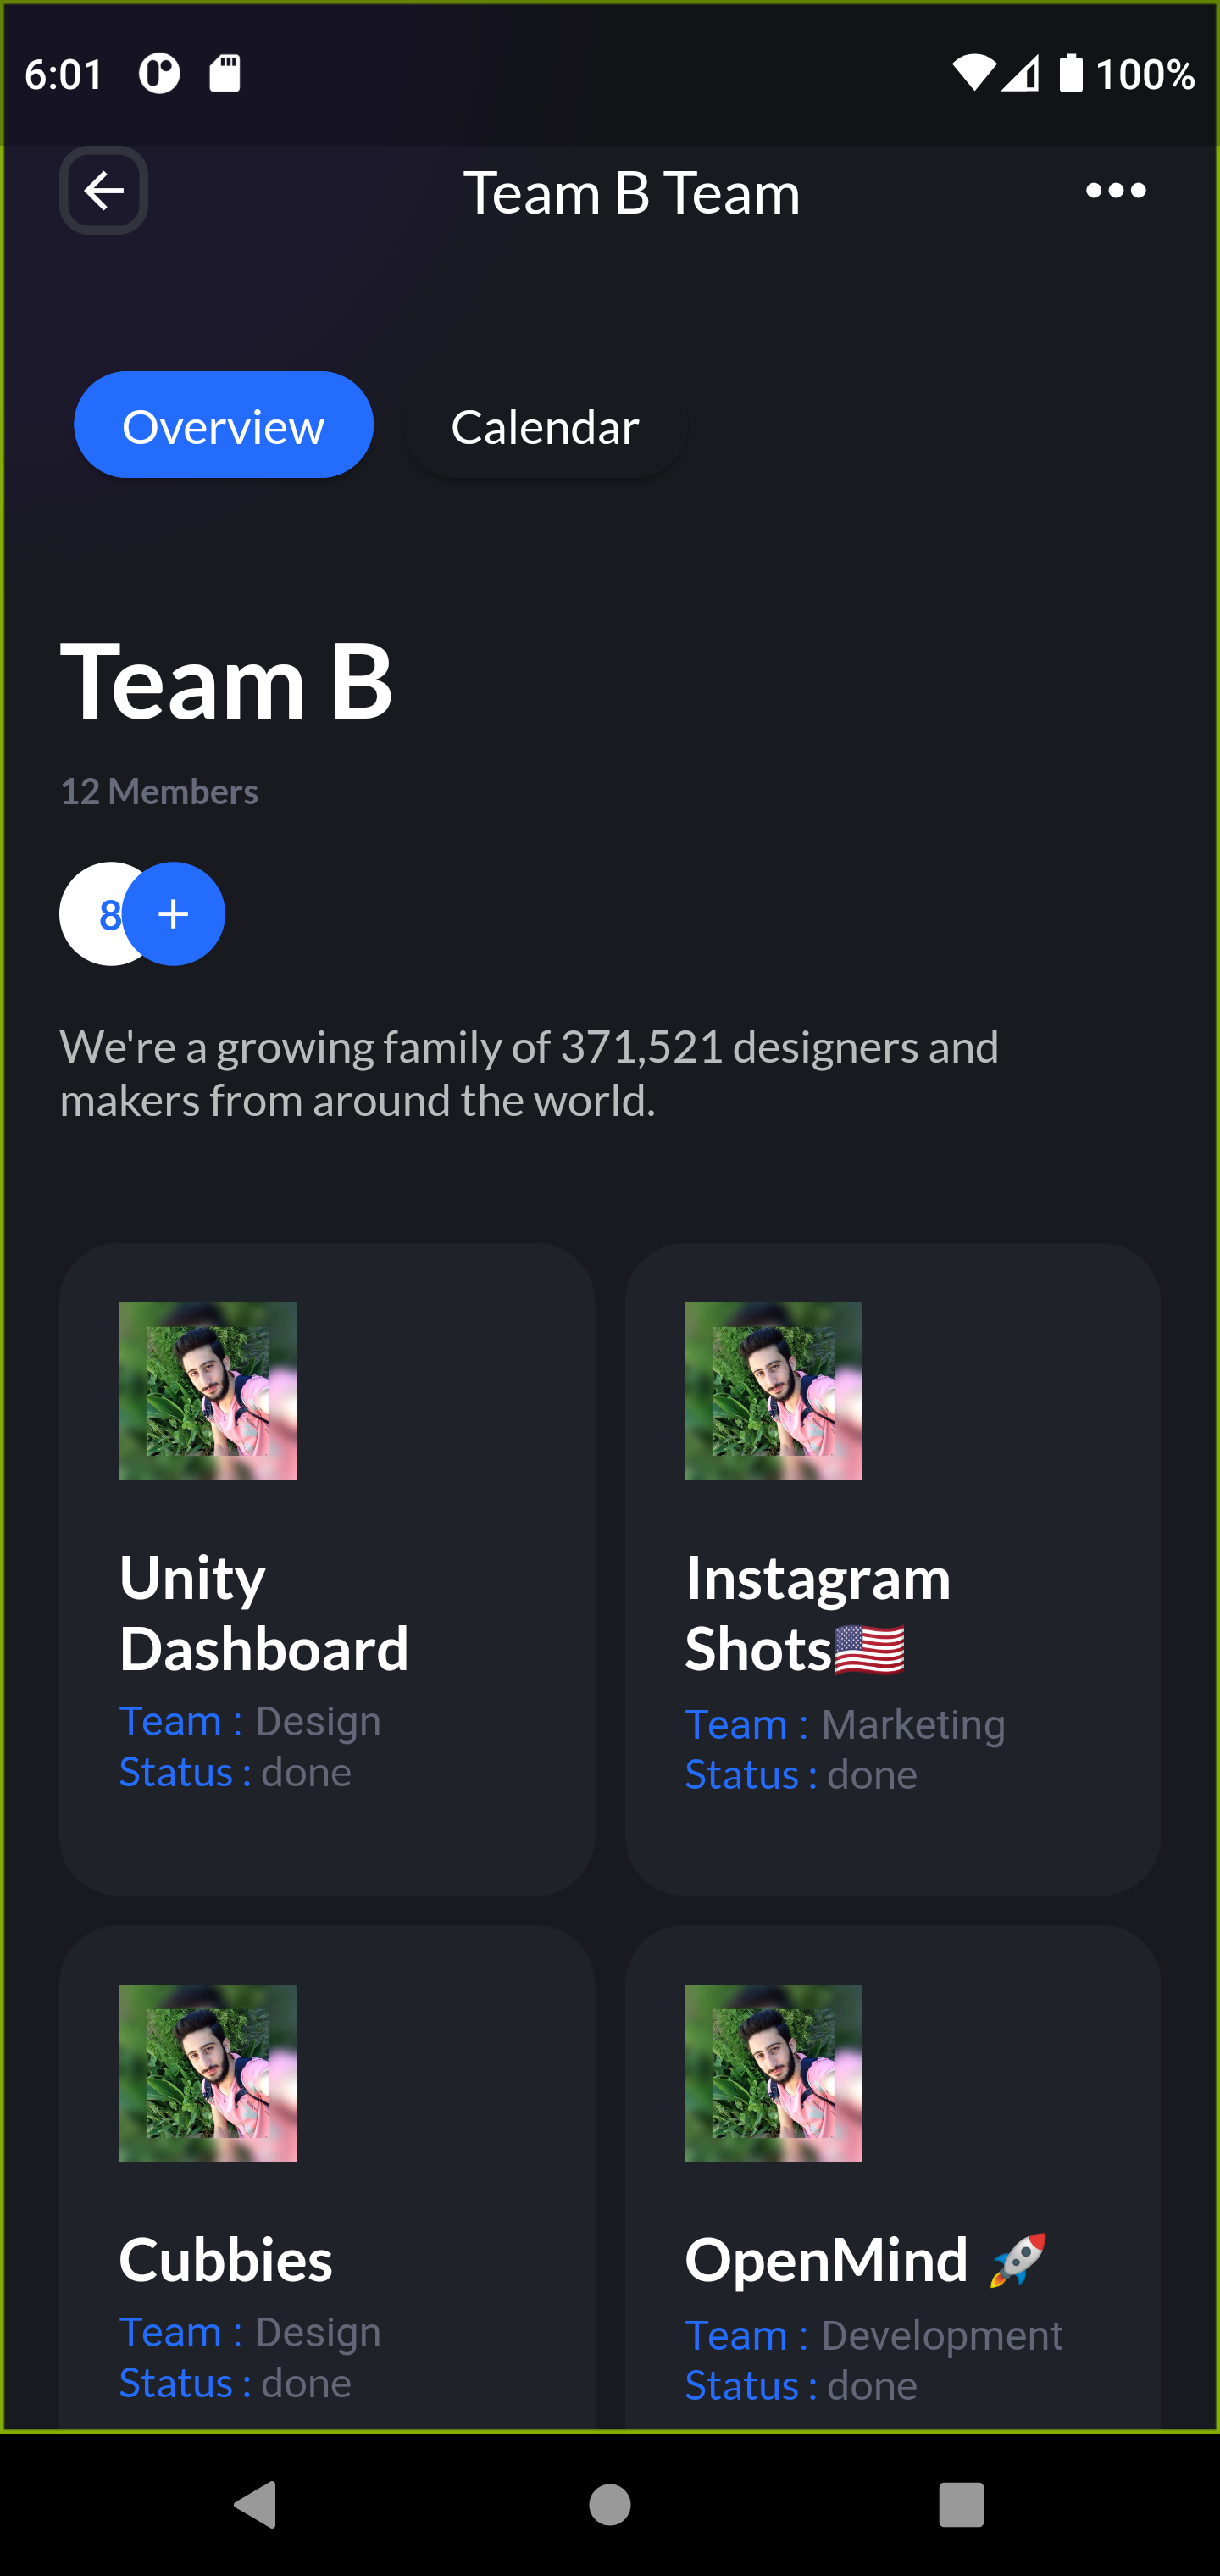 6:01 100%
Team B Team
Overview Calendar
Team B
12 Members
8 +
We're a growing family of 371,521 designers and
makers from around the world.
Unity
Dashboard
Team : Design
Status : done
Instagram
Shots🇺🇸
Team : Marketing
Status : done
Cubbies
Team : Design
Status : done
OpenMind 🚀
Team : Development
Status : done